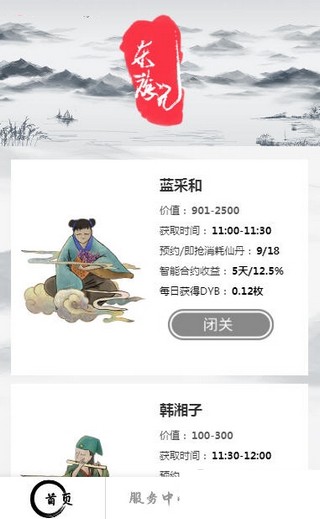 东游记
蓝采和
价值：901-2500
获取时间：11:00-11:30
预约/即抢消耗仙丹：9/18
智能合约收益：5天/12.5%
每日获得DYB：0.12枚
闭关
韩湘子
价值：100-300
获取时间：11:30-12:00
预约
首页
服务中